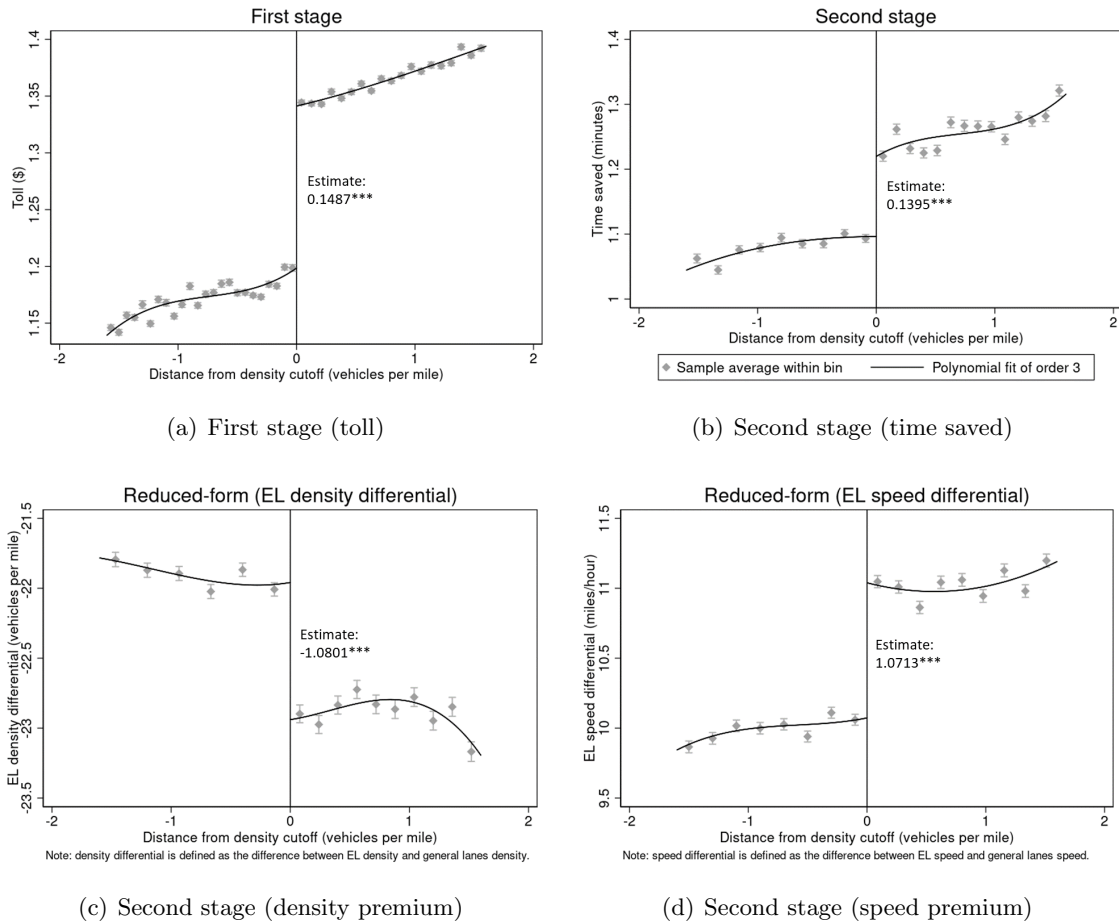 First stage
Toll ($)
1.4
1.35
1.3
1.25
1.2
1.15
Estimate:
0.1487***
-2 -1 0 1 2
Distance from density cutoff (vehicles per mile)
(a) First stage (toll)
Second stage
Time saved (minutes)
1.4
1.3
1.2
1.1
1
Estimate:
0.1395***
-2 -1 0 1 2
Distance from density cutoff (vehicles per mile)
Sample average within bin
Polynomial fit of order 3
(b) Second stage (time saved)
Reduced-form (EL density differential)
EL density differential (vehicles per mile)
-21.5
-22
-22.5
-23
-23.5
Estimate:
-1.0801***
-2 -1 0 1 2
Distance from density cutoff (vehicles per mile)
Note: density differential is defined as the difference between EL density and general lanes density.
(c) Second stage (density premium)
Reduced-form (EL speed differential)
EL speed differential (miles/hour)
11.5
11
10.5
10
9.5
Estimate:
1.0713***
-2 -1 0 1 2
Distance from density cutoff (vehicles per mile)
Note: speed differential is defined as the difference between EL speed and general lanes speed.
(d) Second stage (speed premium)